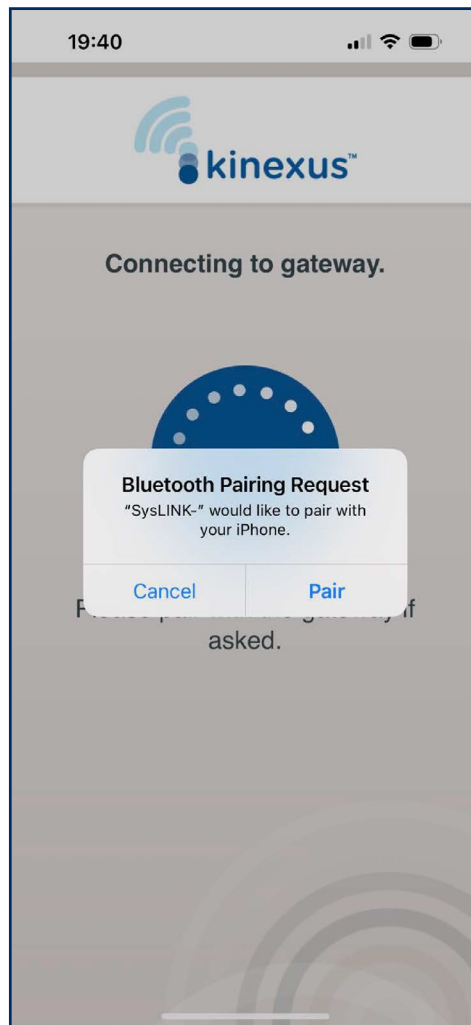 19:40
kinexus™
Connecting to gateway.
Bluetooth Pairing Request
“SysLINK-” would like to pair with
your iPhone.
Cancel
Pair
asked.